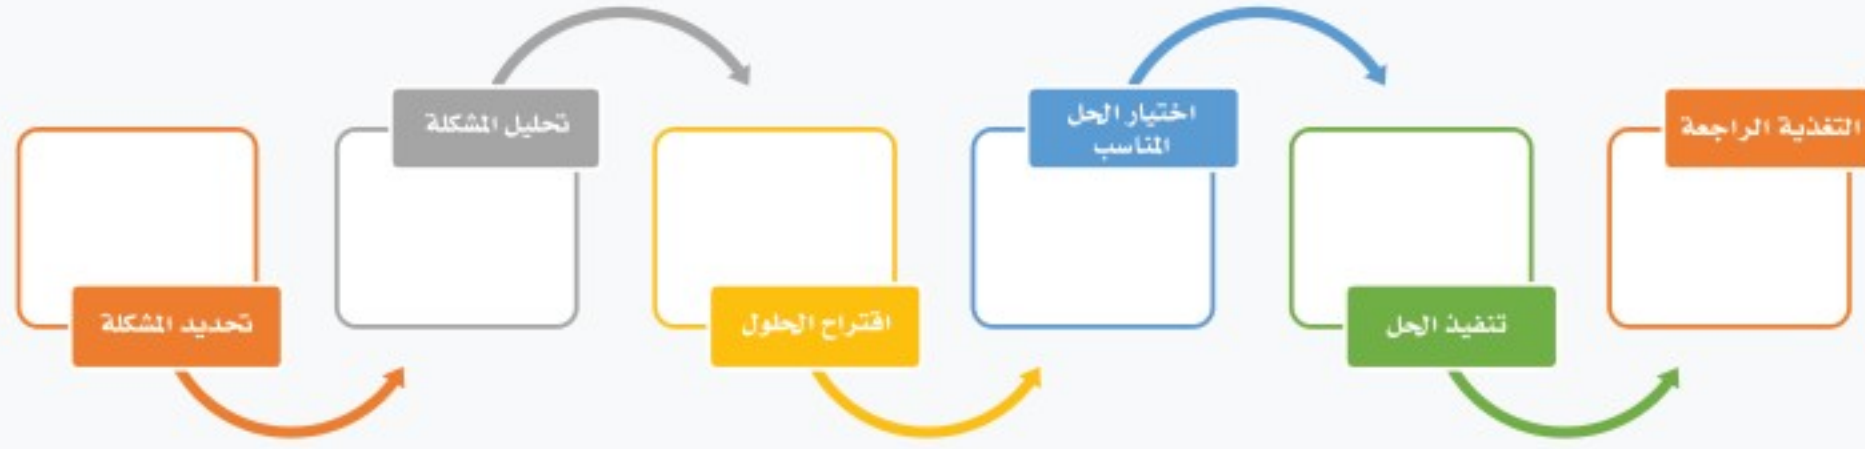 تحديد المشكلة
تحليل المشكلة
اقتراح الحلول
اختيار الحل
المناسب
تنفيذ الحل
التغذية الراجعة